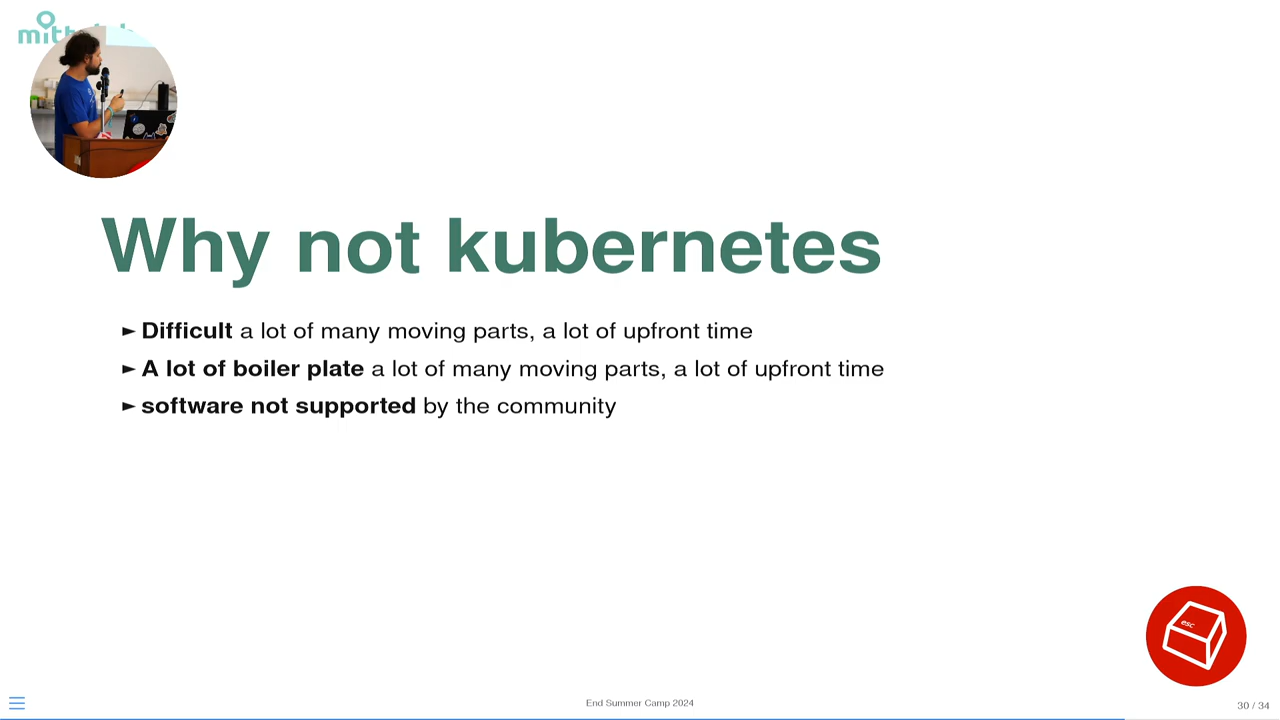 Why not kubernetes
► Difficult a lot of many moving parts, a lot of upfront time
► A lot of boiler plate a lot of many moving parts, a lot of upfront time
► software not supported by the community
esc
End Summer Camp 2024
30 / 34